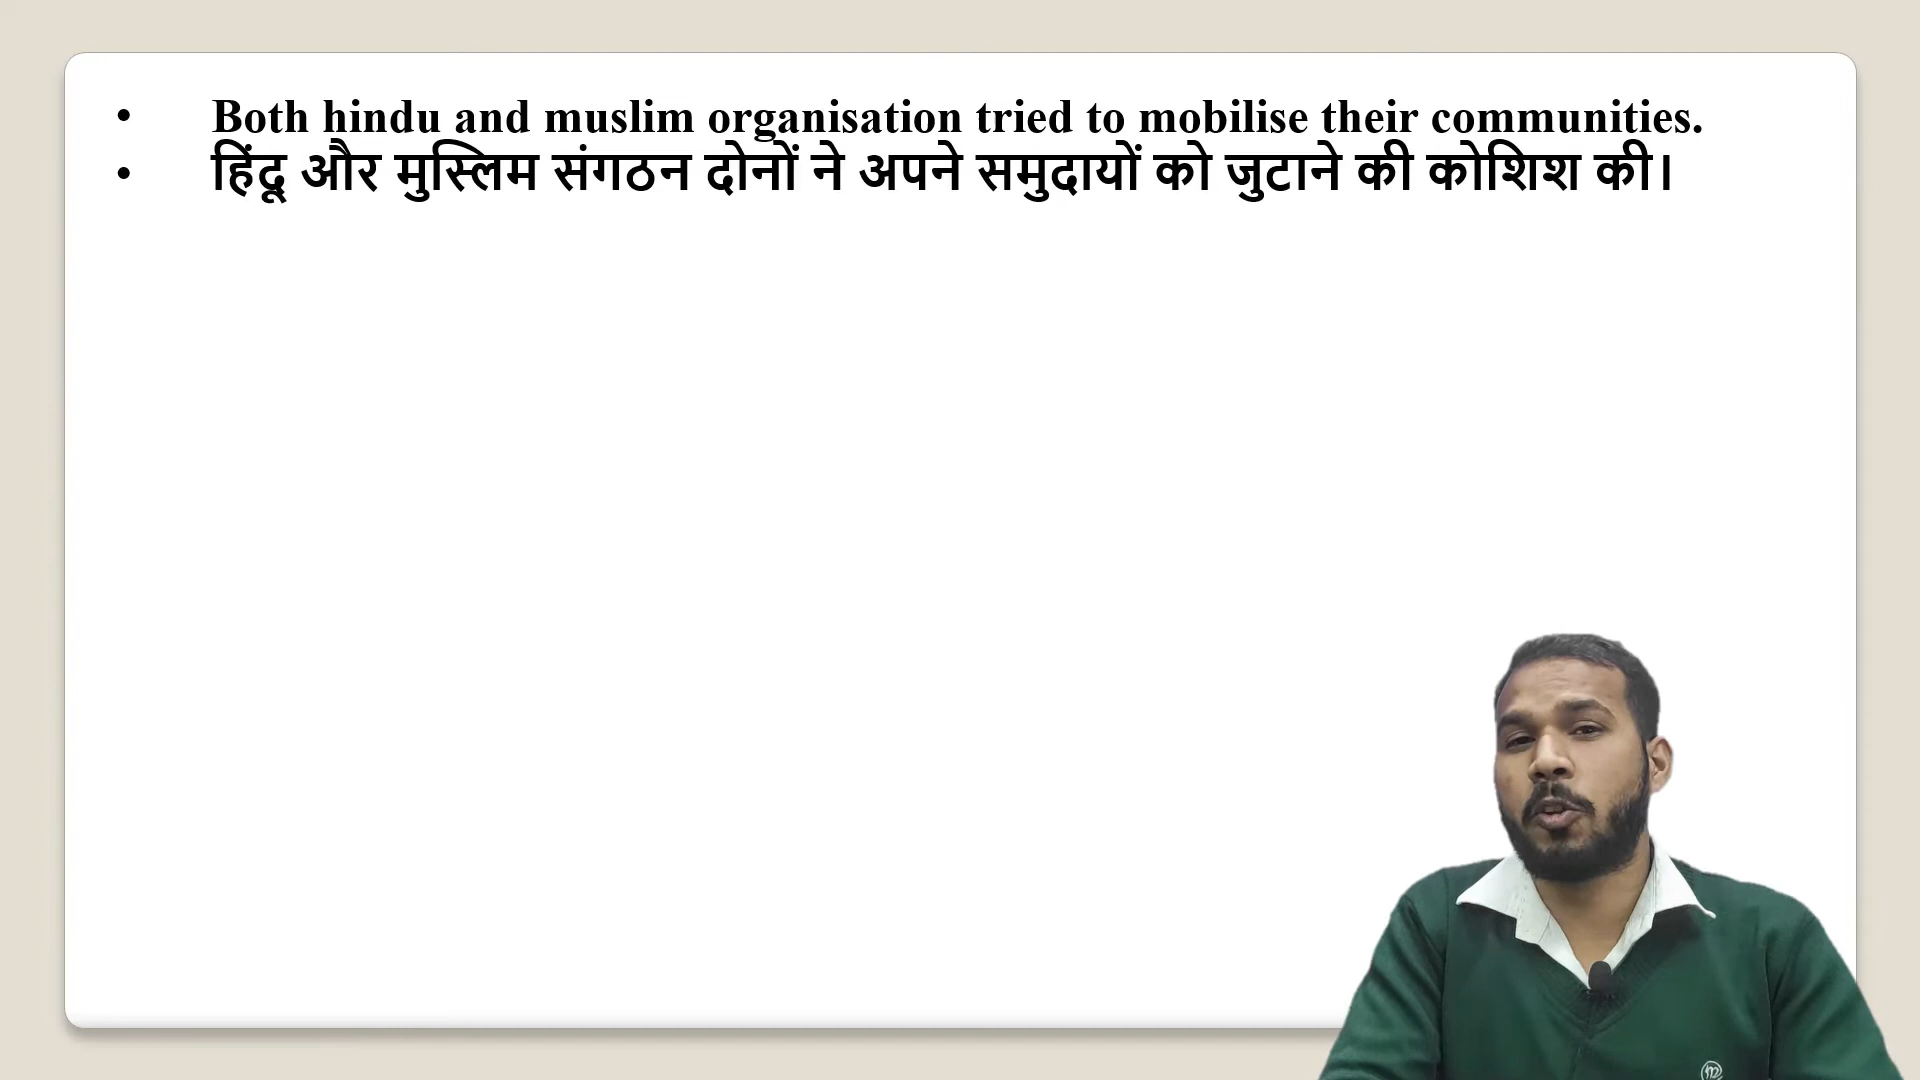 • Both hindu and muslim organisation tried to mobilise their communities.
• हिंदू और मुस्लिम संगठन दोनों ने अपने समुदायों को जुटाने की कोशिश की।